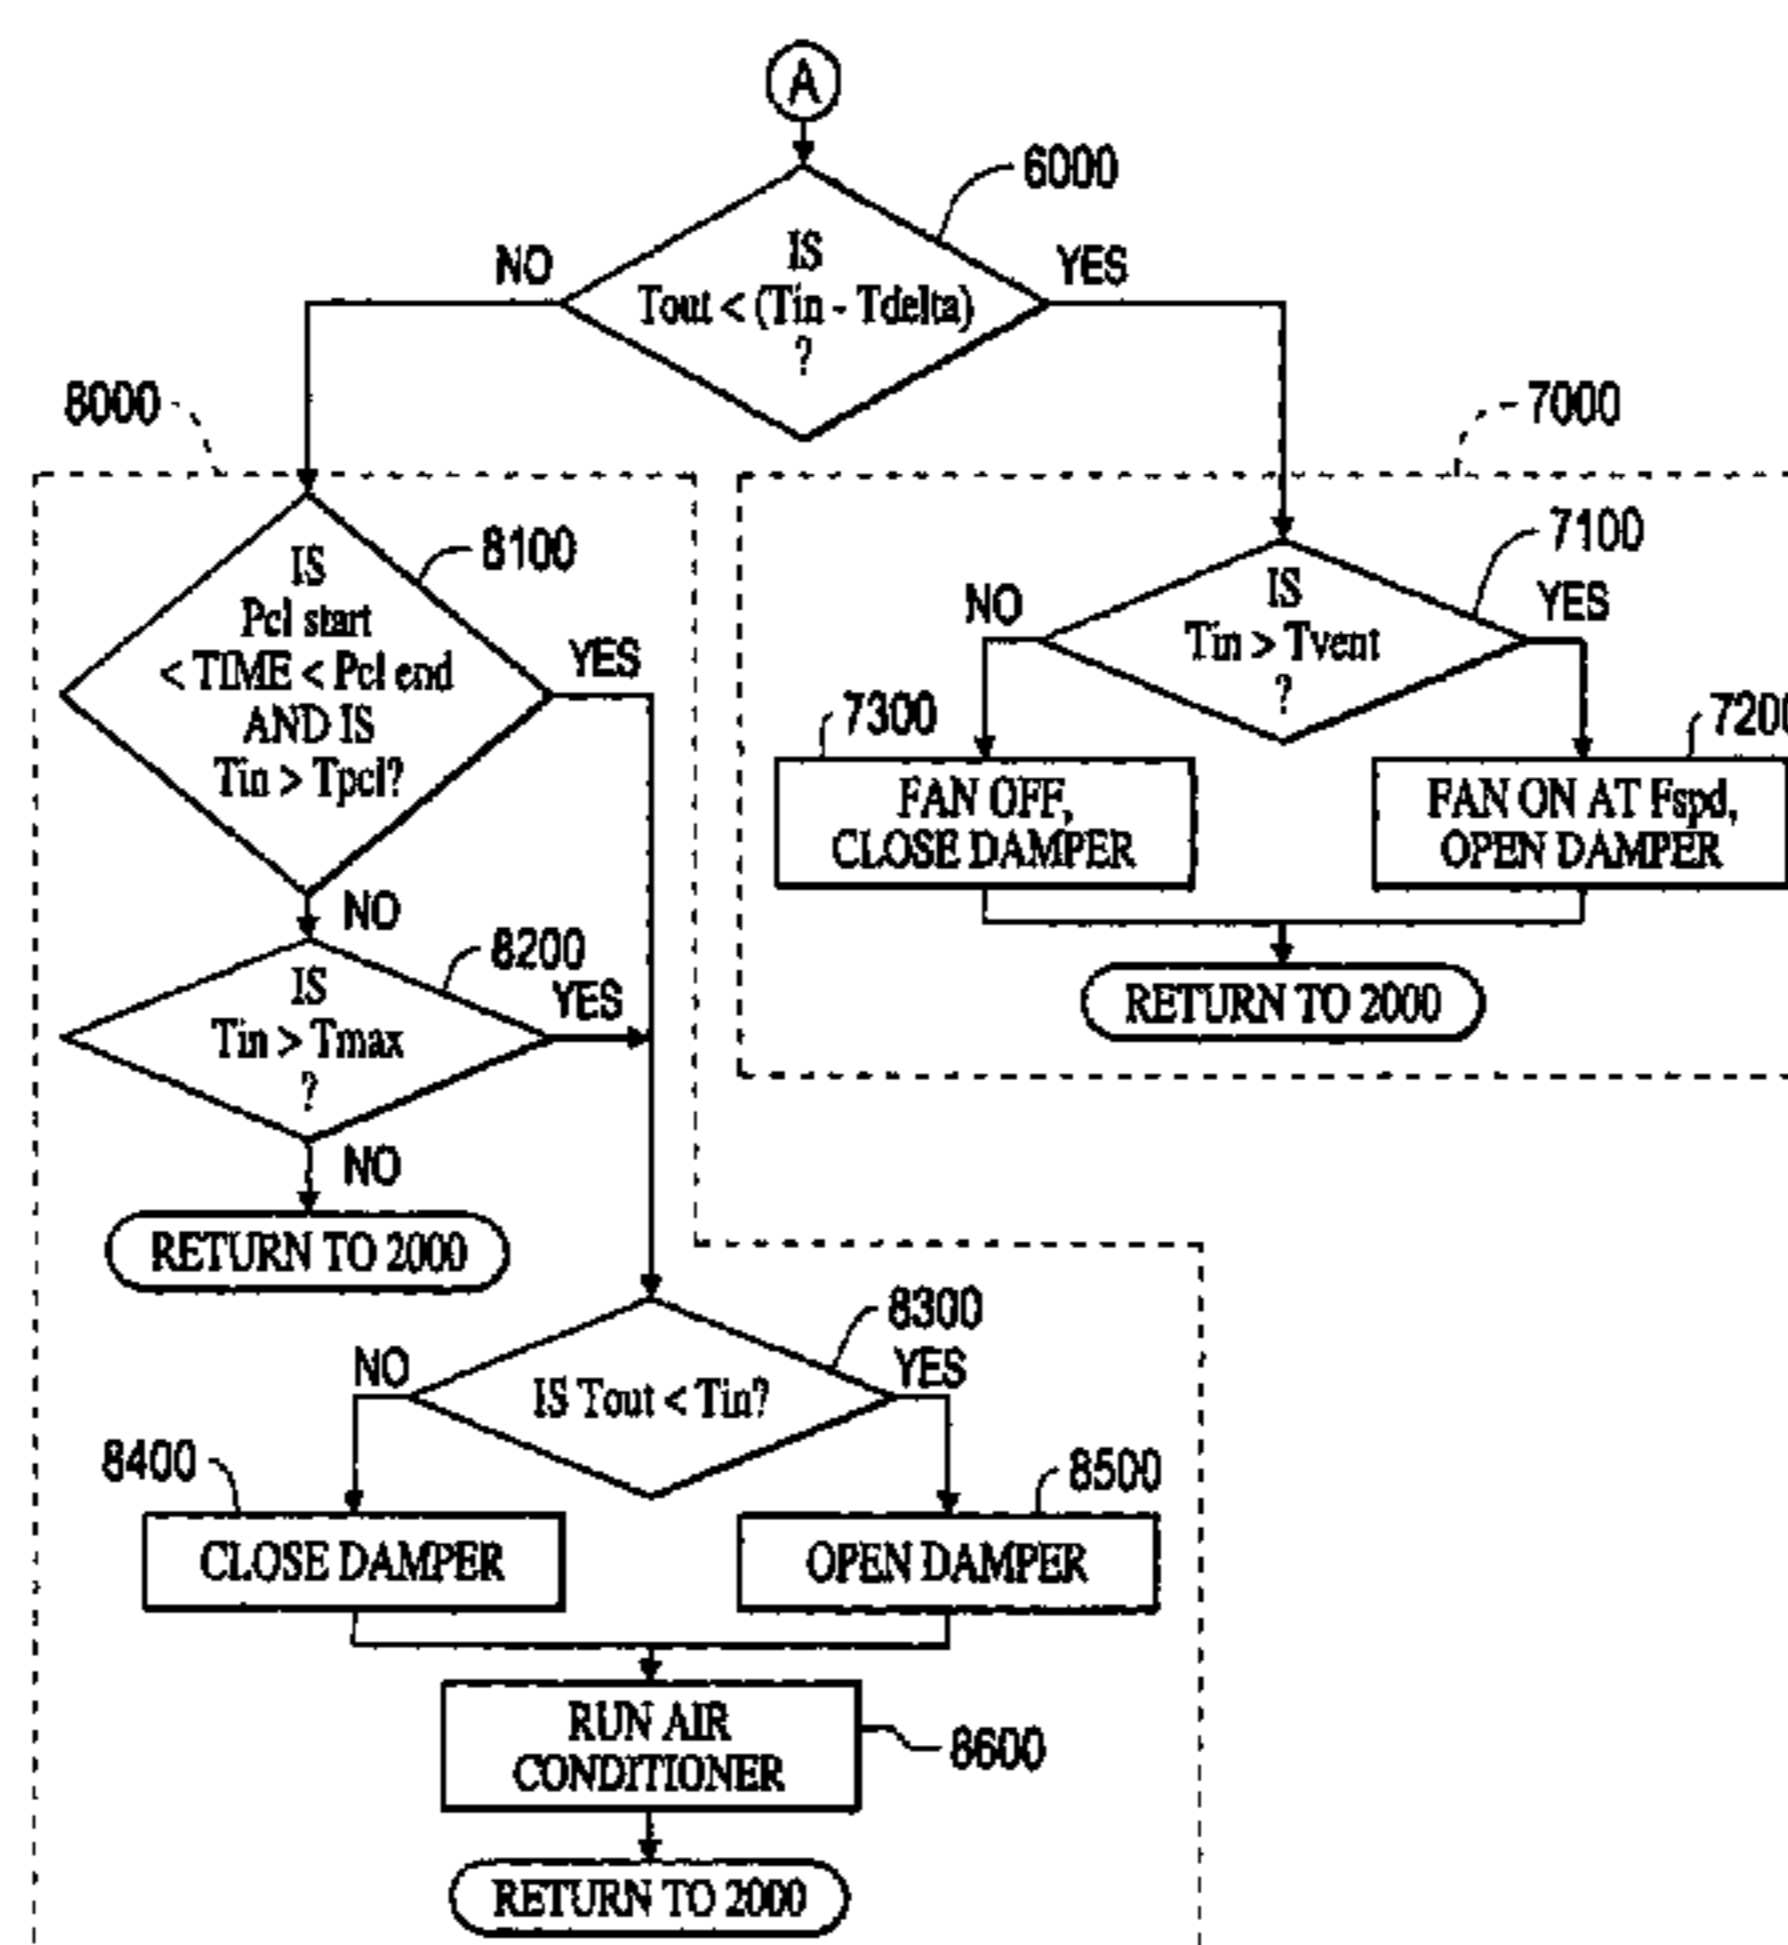 A
6000
IS
Tout < (Tin - Tdelta)
?
NO
YES
8000
7000
IS
Pcl start
< TIME < Pcl end
AND IS
Tin > Tpcl?
8100
YES
NO
7100
IS
Tin > Tvent
?
NO
YES
7300
FAN OFF,
CLOSE DAMPER
7200
FAN ON AT Fspd,
OPEN DAMPER
RETURN TO 2000
8200
IS
Tin > Tmax
?
YES
NO
RETURN TO 2000
8300
IS Tout < Tin?
NO
YES
8400
CLOSE DAMPER
8500
OPEN DAMPER
RUN AIR
CONDITIONER
8600
RETURN TO 2000